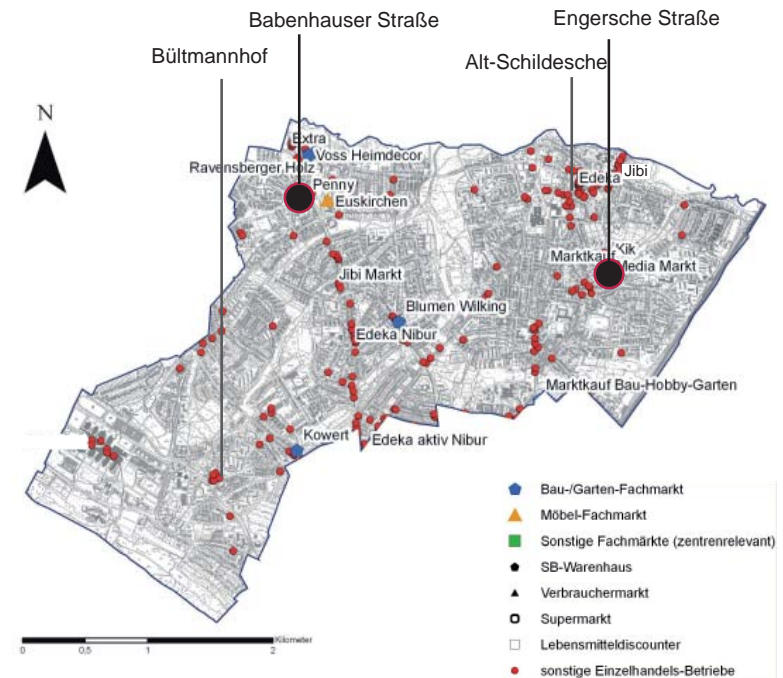 Babenhauser Straße
Engersche Straße
Bültmannhof
Alt-Schildesche
N
Extra
Voss Heimdecor
Ravensberger Holz
Penny
Euskirchen
Edeka
Jibi
Kik
Marktkauf
Media Markt
Jibi Markt
Blumen Wilking
Edeka Nibur
Marktkauf Bau-Hobby-Garten
Kowert
Edeka aktiv Nibur
Bau-/Garten-Fachmarkt
Möbel-Fachmarkt
Sonstige Fachmärkte (zentrenrelevant)
SB-Warenhaus
Verbrauchermarkt
Supermarkt
Lebensmitteldiscounter
sonstige Einzelhandels-Betriebe
Kilometer
0 0,5 1 2